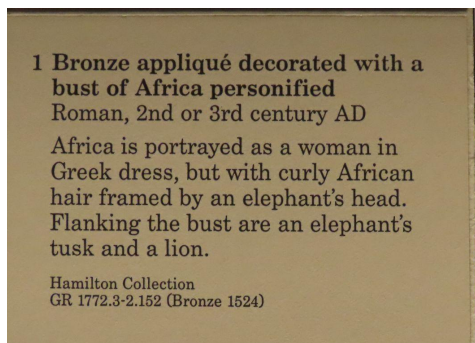 1 Bronze appliqué decorated with a
bust of Africa personified
Roman, 2nd or 3rd century AD
Africa is portrayed as a woman in
Greek dress, but with curly African
hair framed by an elephant's head.
Flanking the bust are an elephant's
tusk and a lion.
Hamilton Collection
GR 1772.3-2.152 (Bronze 1524)